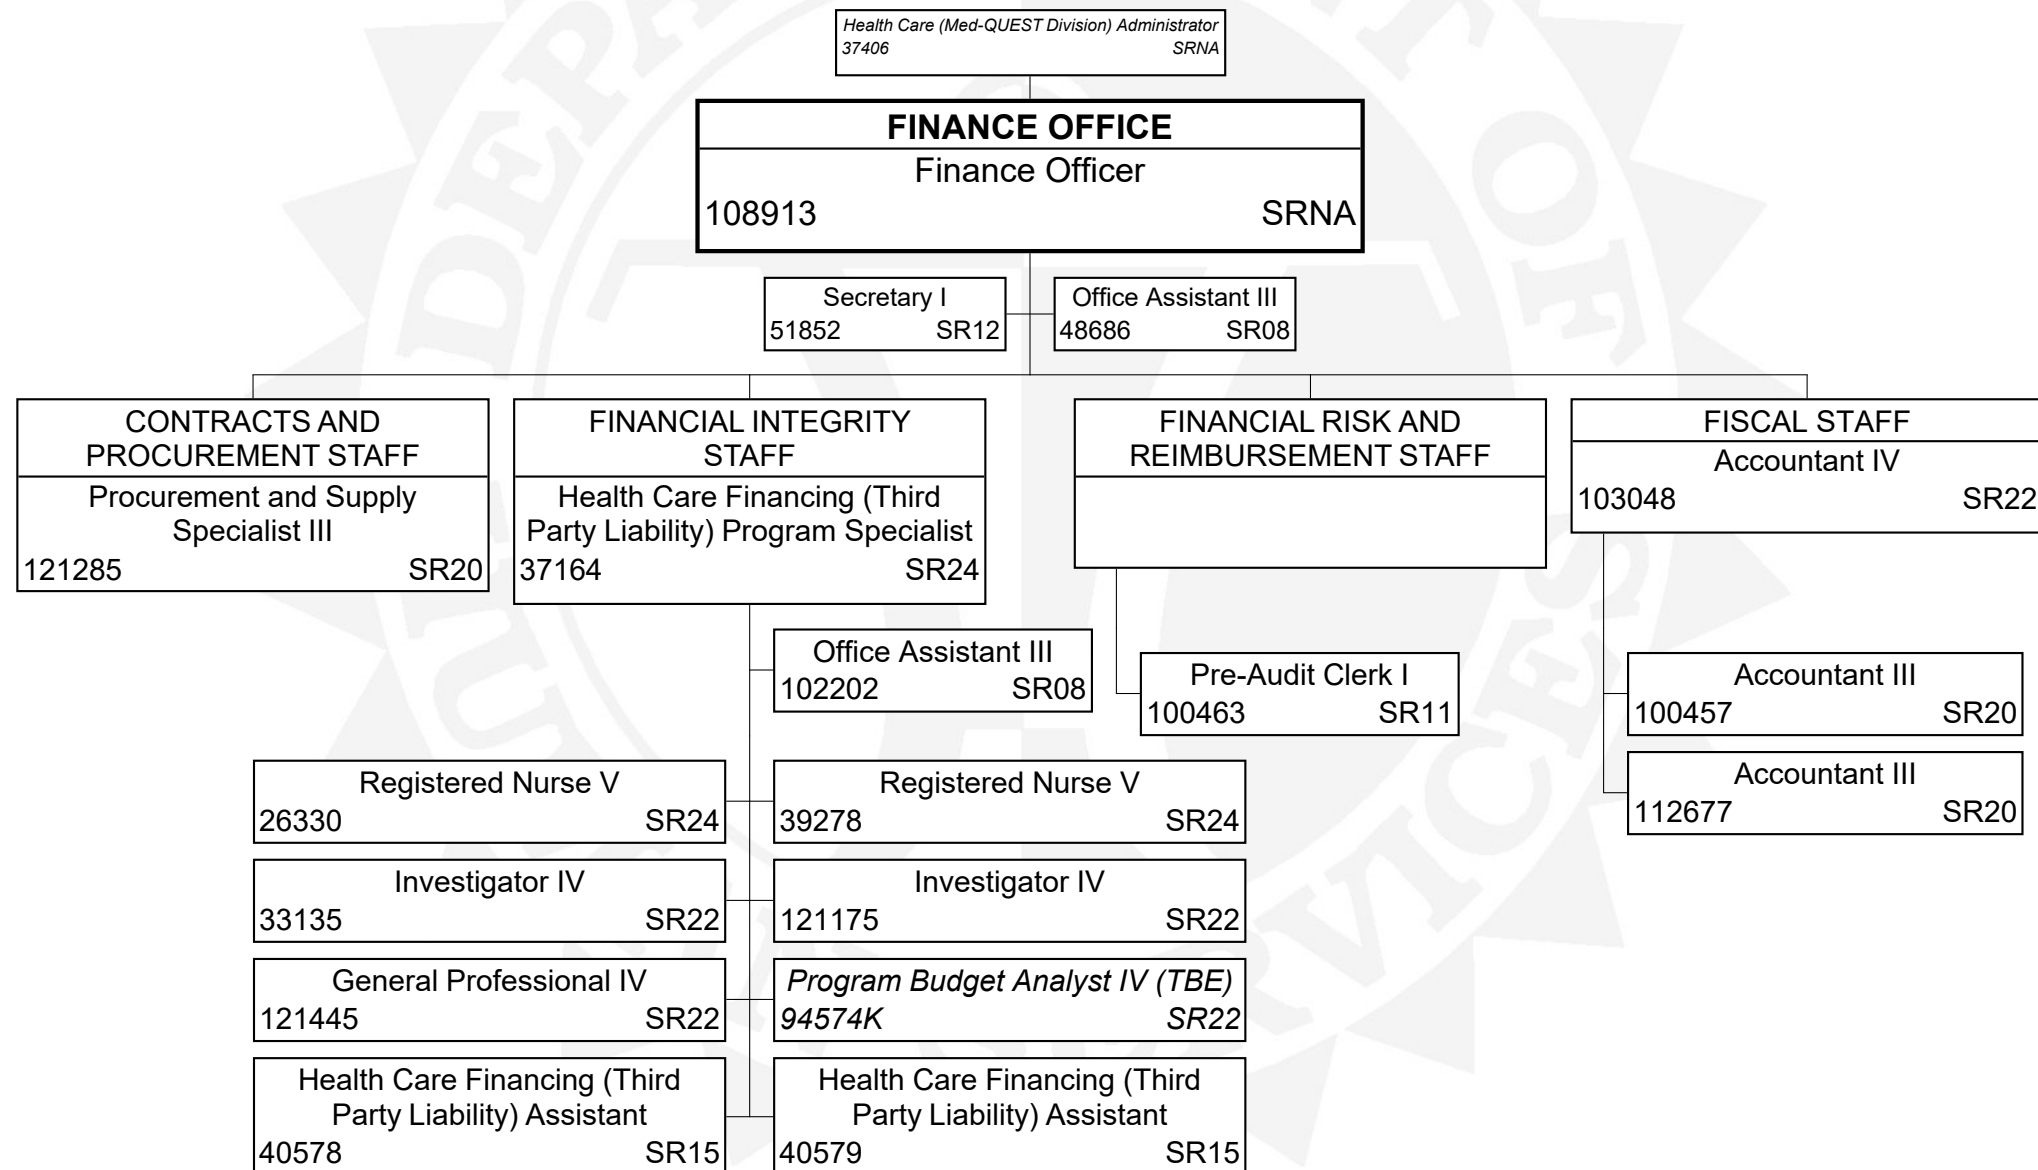 Health Care (Med-QUEST Division) Administrator
37406 SRNA
FINANCE OFFICE
Finance Officer
108913 SRNA
Secretary I
51852 SR12
Office Assistant III
48686 SR08
CONTRACTS AND
PROCUREMENT STAFF
Procurement and Supply
Specialist III
121285 SR20
FINANCIAL INTEGRITY
STAFF
Health Care Financing (Third
Party Liability) Program Specialist
37164 SR24
FINANCIAL RISK AND
REIMBURSEMENT STAFF
FISCAL STAFF
Accountant IV
103048 SR22
Office Assistant III
102202 SR08
Registered Nurse V
26330 SR24
Registered Nurse V
39278 SR24
Investigator IV
33135 SR22
Investigator IV
121175 SR22
General Professional IV
121445 SR22
Program Budget Analyst IV (TBE)
94574K SR22
Health Care Financing (Third
Party Liability) Assistant
40578 SR15
Health Care Financing (Third
Party Liability) Assistant
40579 SR15
Pre-Audit Clerk I
100463 SR11
Accountant III
100457 SR20
Accountant III
112677 SR20